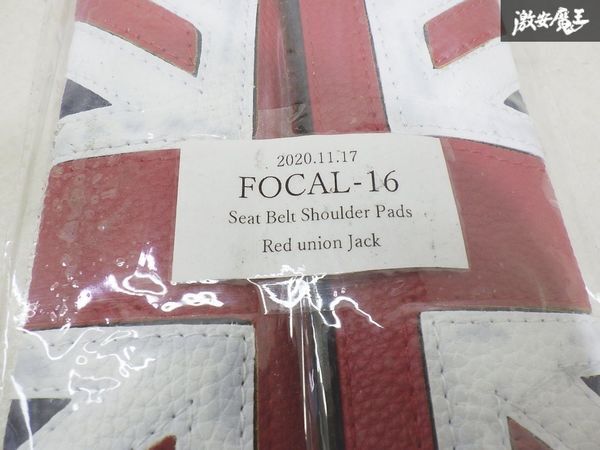 激安魔王
2020.11.17
FOCAL-16
Seat Belt Shoulder Pads
Red union Jack